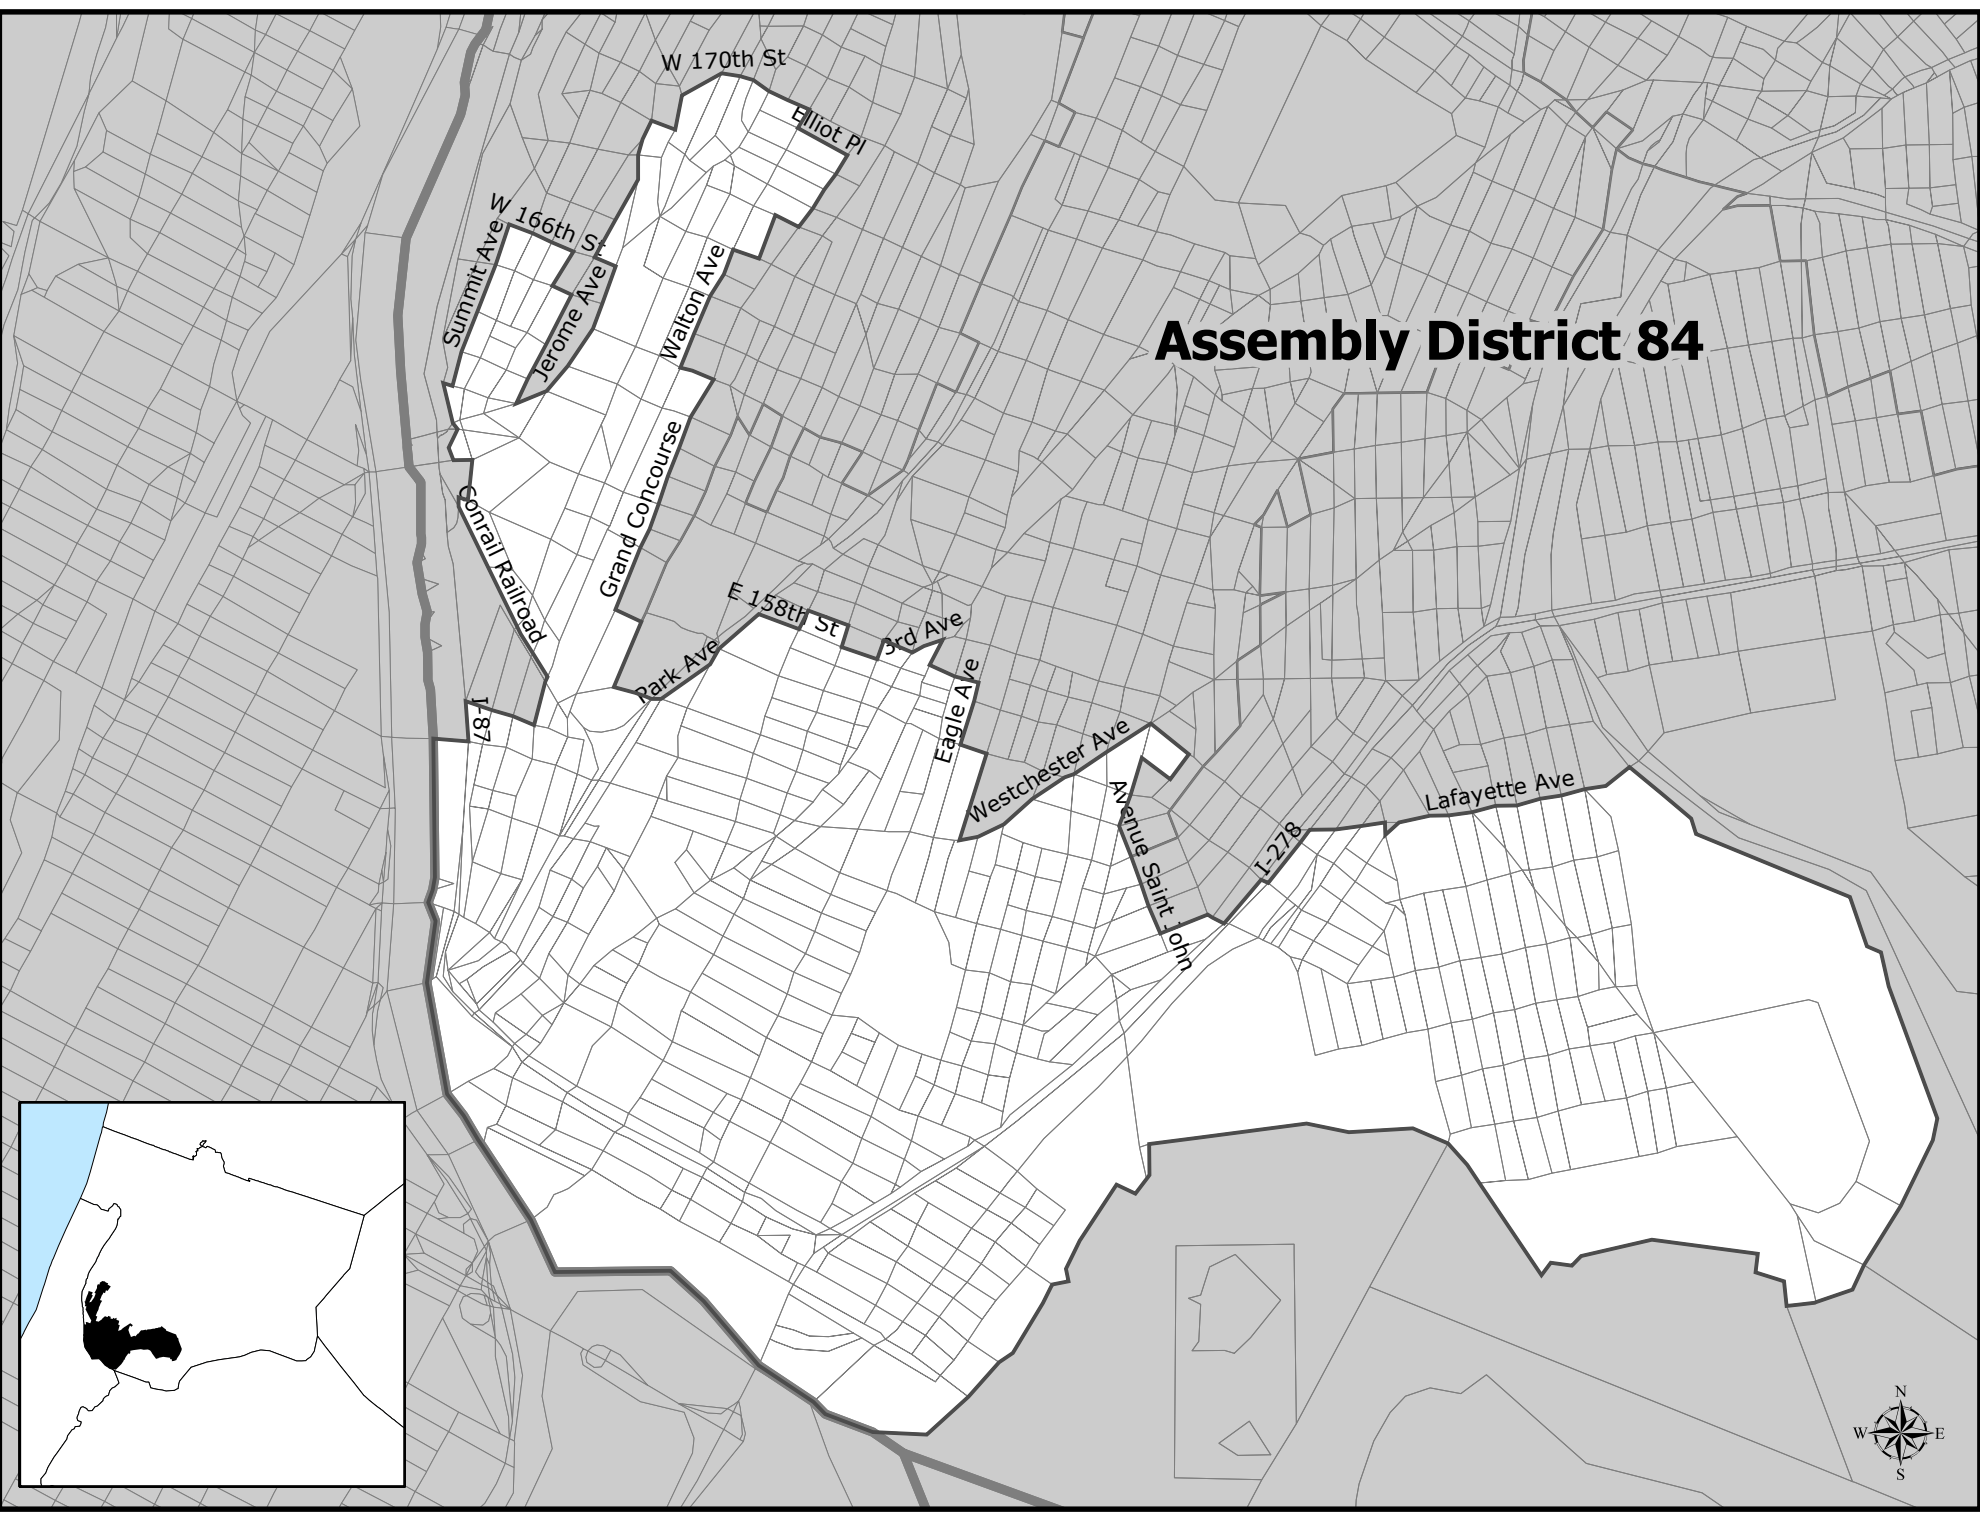 W 170th St
Elliot Pl
W 166th St
Summit Ave
Jerome Ave
Walton Ave
Assembly District 84
Grand Concourse
Conrail Railroad
E 158th St
3rd Ave
Park Ave
Eagle Ave
I-87
Westchester Ave
Avenue Saint John
Lafayette Ave
I-278
N
W E
S